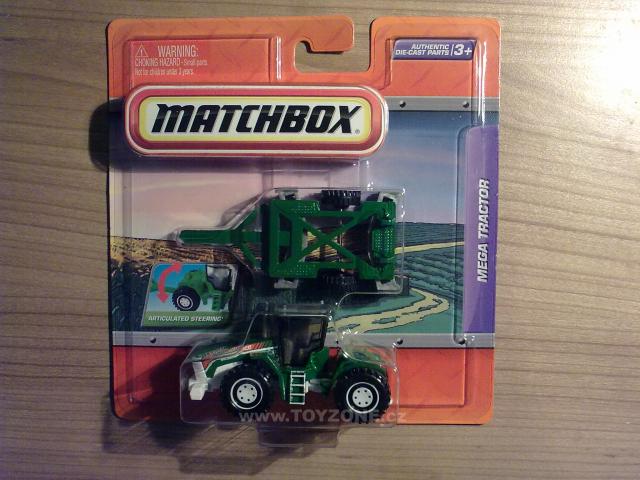 WARNING:
CHOKING HAZARD - Small parts.
Not for children under 3 years.
AUTHENTIC
DIE-CAST PARTS
3+
MATCHBOX
MEGA TRACTOR
ARTICULATED STEERING
www.TOYZONE.cz